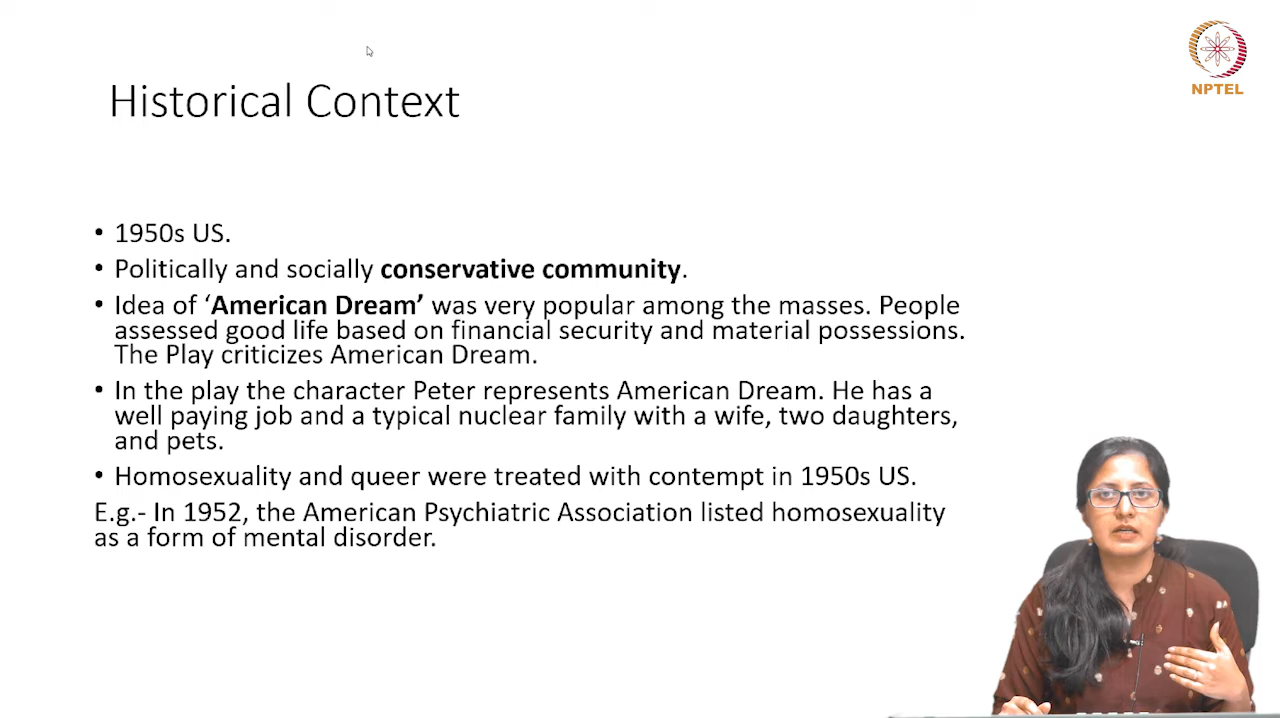 NPTEL
Historical Context
• 1950s US.
• Politically and socially conservative community.
• Idea of ‘American Dream’ was very popular among the masses. People
assessed good life based on financial security and material possessions.
The Play criticizes American Dream.
• In the play the character Peter represents American Dream. He has a
well paying job and a typical nuclear family with a wife, two daughters,
and pets.
• Homosexuality and queer were treated with contempt in 1950s US.
E.g.- In 1952, the American Psychiatric Association listed homosexuality
as a form of mental disorder.